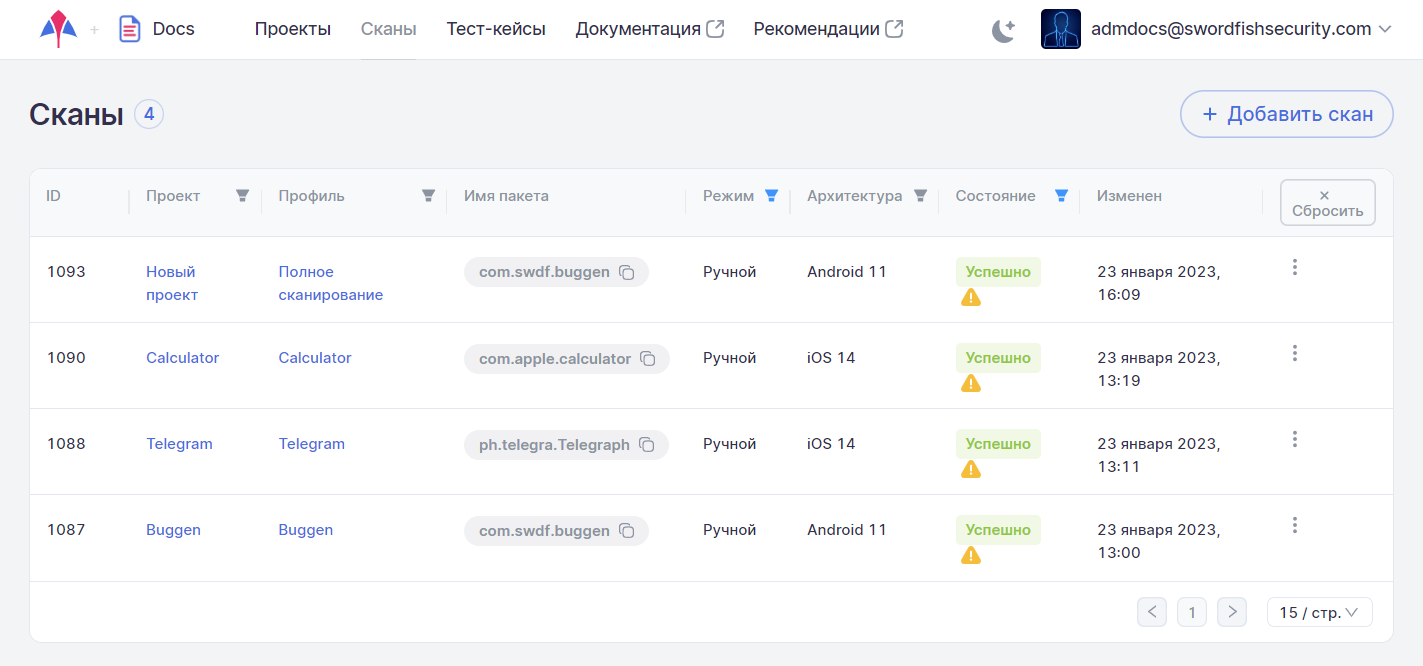 Docs Проекты Сканы Тест-кейсы Документация Рекомендации admdocs@swordfishsecurity.com
Сканы 4 + Добавить скан
ID Проект Профиль Имя пакета Режим Архитектура Состояние Изменен × Сбросить
1093 Новый проект Полное сканирование com.swdf.buggen Ручной Android 11 Успешно 23 января 2023, 16:09
1090 Calculator Calculator com.apple.calculator Ручной iOS 14 Успешно 23 января 2023, 13:19
1088 Telegram Telegram ph.telegra.Telegraph Ручной iOS 14 Успешно 23 января 2023, 13:11
1087 Buggen Buggen com.swdf.buggen Ручной Android 11 Успешно 23 января 2023, 13:00
1 15 / стр.